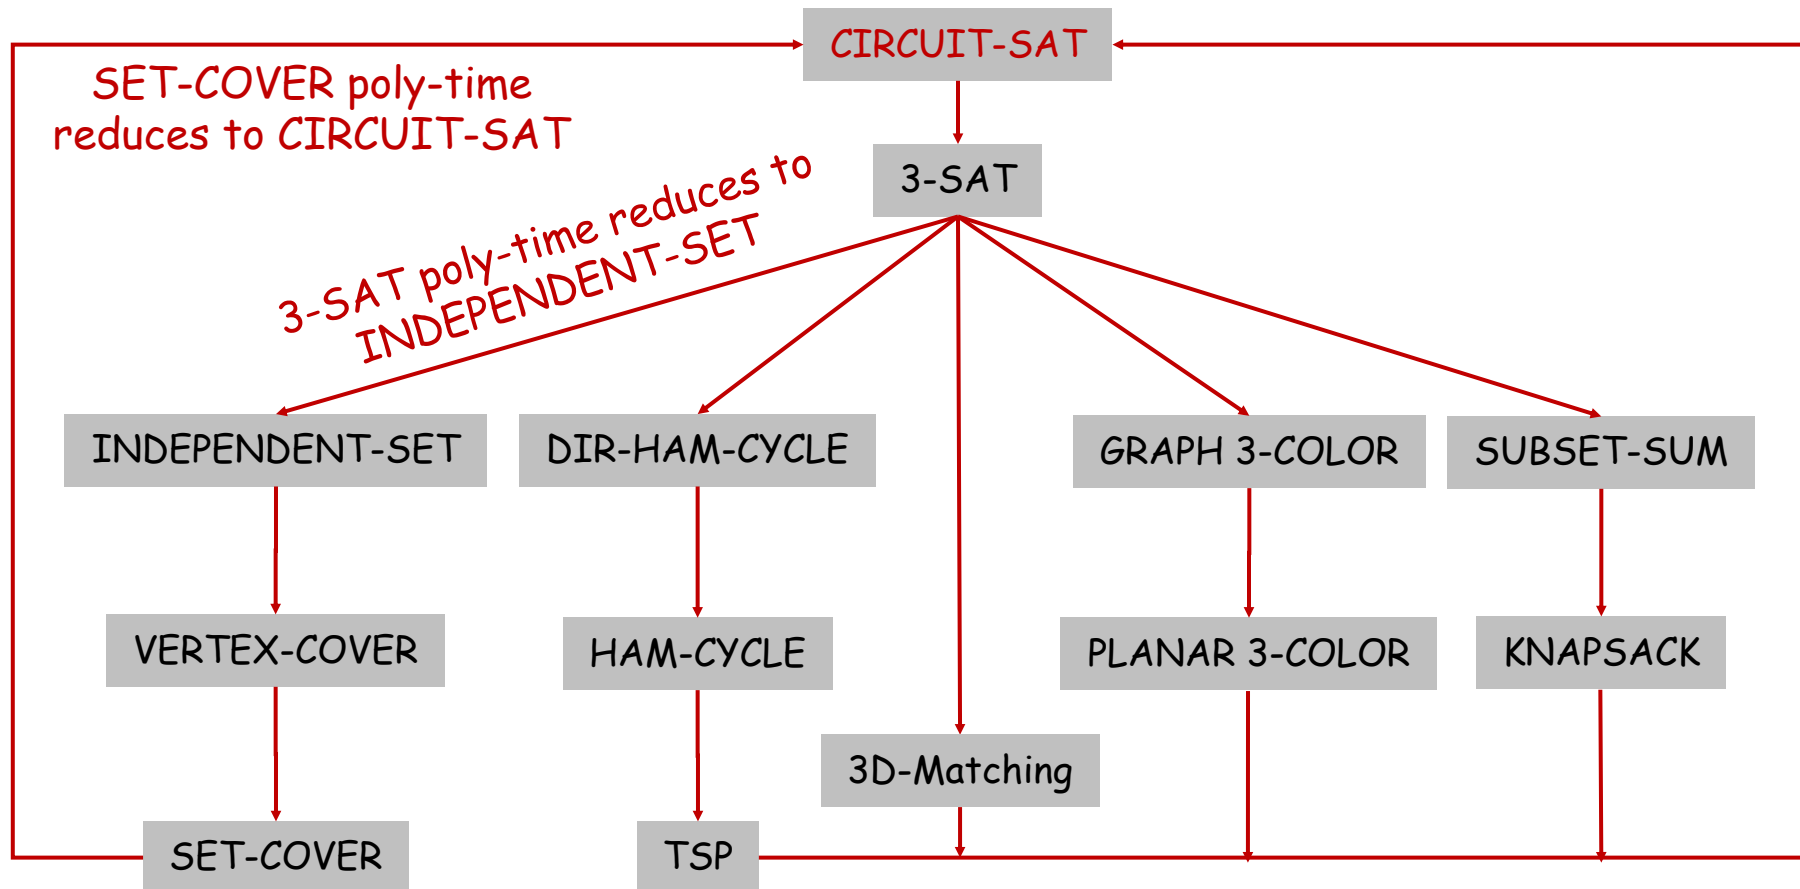 CIRCUIT-SAT
SET-COVER poly-time
reduces to CIRCUIT-SAT
3-SAT
3-SAT poly-time reduces to
INDEPENDENT-SET
INDEPENDENT-SET
DIR-HAM-CYCLE
GRAPH 3-COLOR
SUBSET-SUM
VERTEX-COVER
HAM-CYCLE
PLANAR 3-COLOR
KNAPSACK
3D-Matching
SET-COVER
TSP